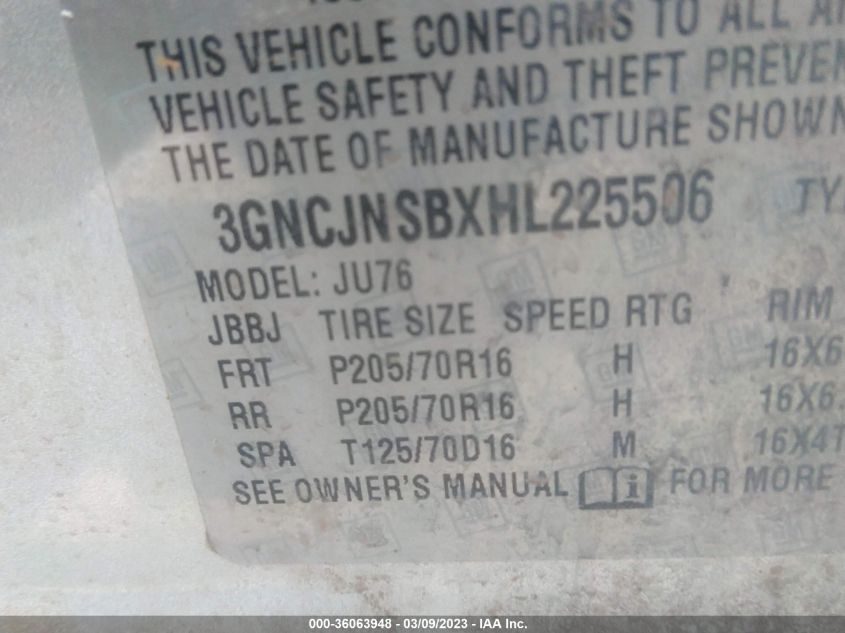 THIS VEHICLE CONFORMS TO ALL
VEHICLE SAFETY AND THEFT PREVEN
THE DATE OF MANUFACTURE SHOWN
3GNCJNSBXHL225506 TY
MODEL: JU76
JBBJ TIRE SIZE SPEED RTG RIM
FRT P205/70R16 H 16X6
RR P205/70R16 H 16X6.
SPA T125/70D16 M 16X4T
SEE OWNER'S MANUAL i FOR MORE
000-36063948 - 03/09/2023 - IAA Inc.